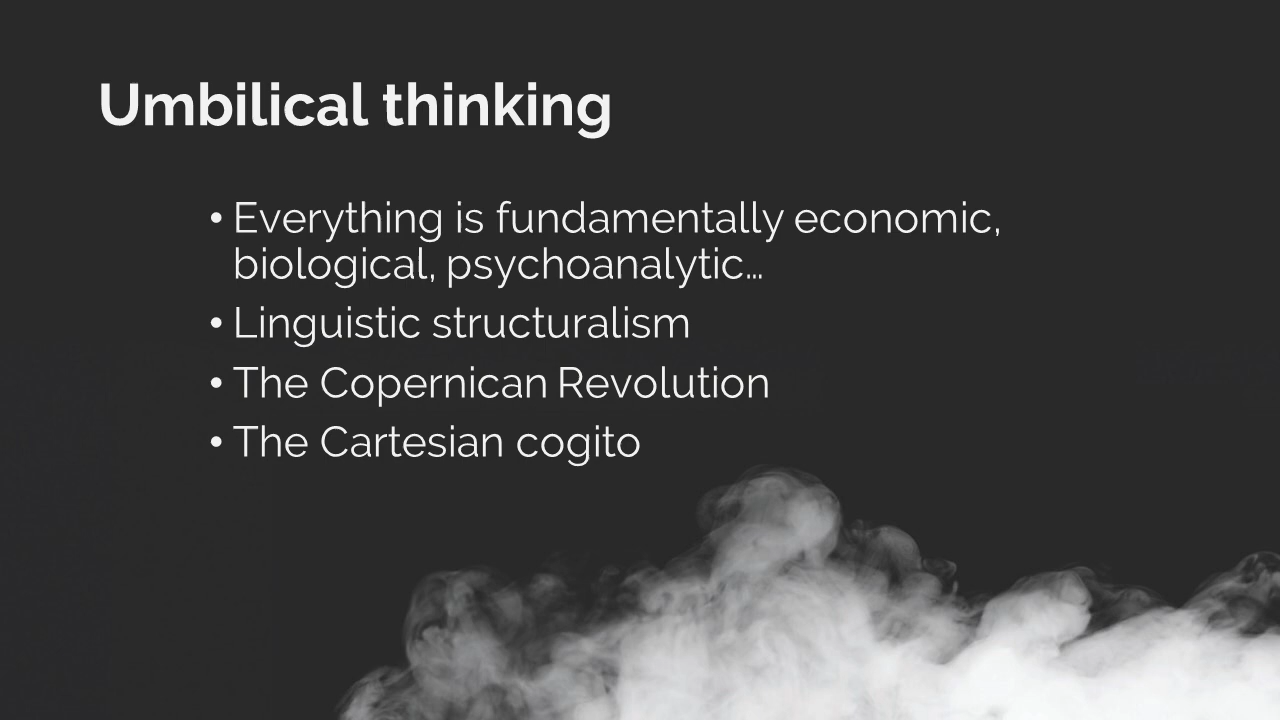 Umbilical thinking
• Everything is fundamentally economic,
biological, psychoanalytic…
• Linguistic structuralism
• The Copernican Revolution
• The Cartesian cogito